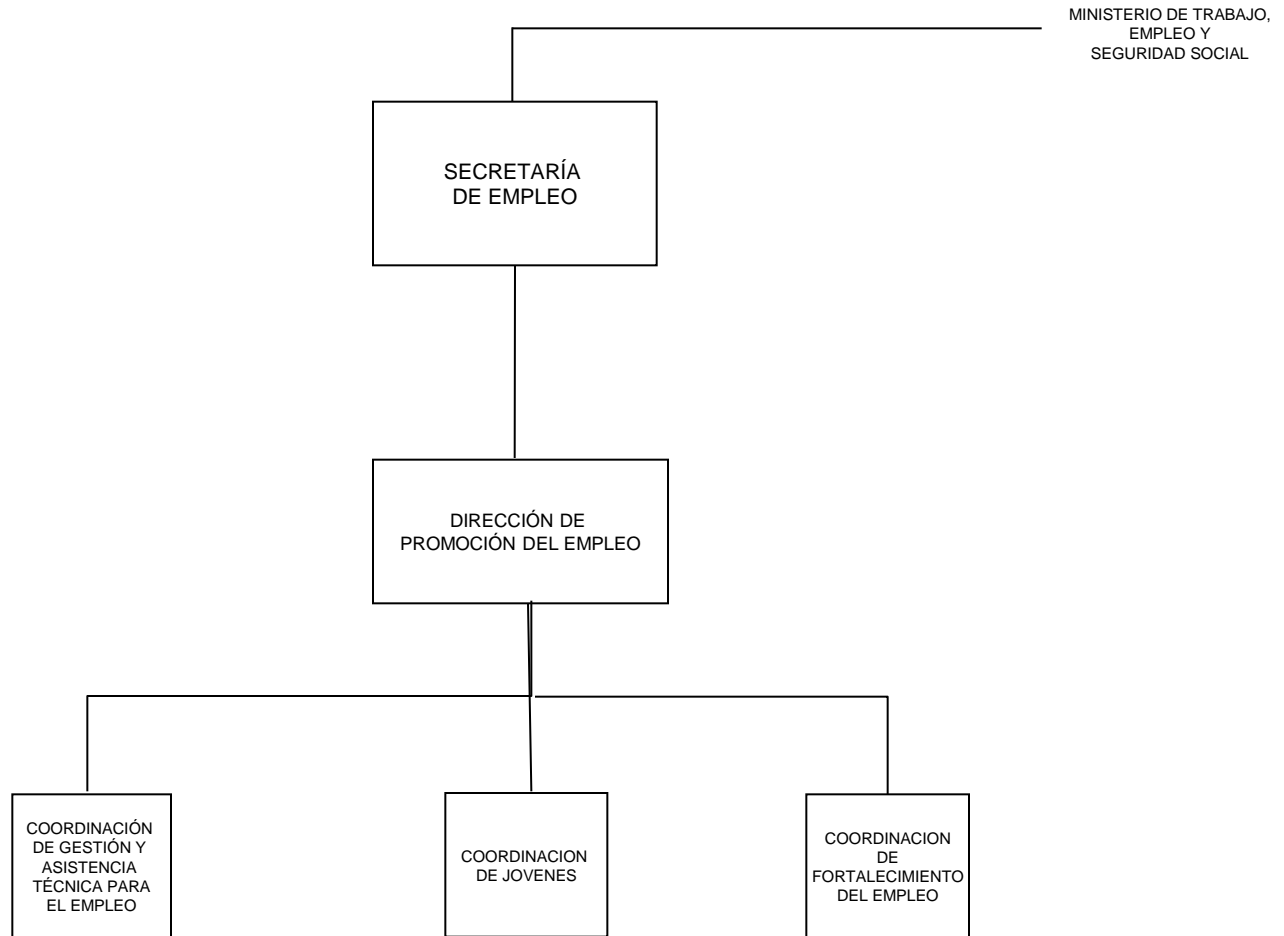 MINISTERIO DE TRABAJO,
EMPLEO Y
SEGURIDAD SOCIAL
SECRETARÍA
DE EMPLEO
DIRECCIÓN DE
PROMOCIÓN DEL EMPLEO
COORDINACIÓN
DE GESTIÓN Y
ASISTENCIA
TÉCNICA PARA
EL EMPLEO
COORDINACION
DE JOVENES
COORDINACION
DE
FORTALECIMIENTO
DEL EMPLEO